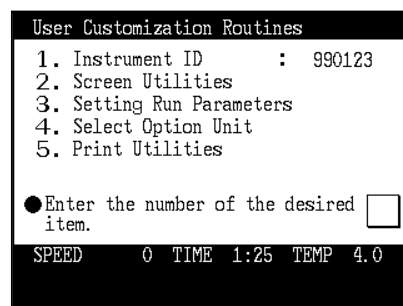 User Customization Routines
1. Instrument ID : 990123
2. Screen Utilities
3. Setting Run Parameters
4. Select Option Unit
5. Print Utilities
●Enter the number of the desired
item.
SPEED 0 TIME 1:25 TEMP 4.0